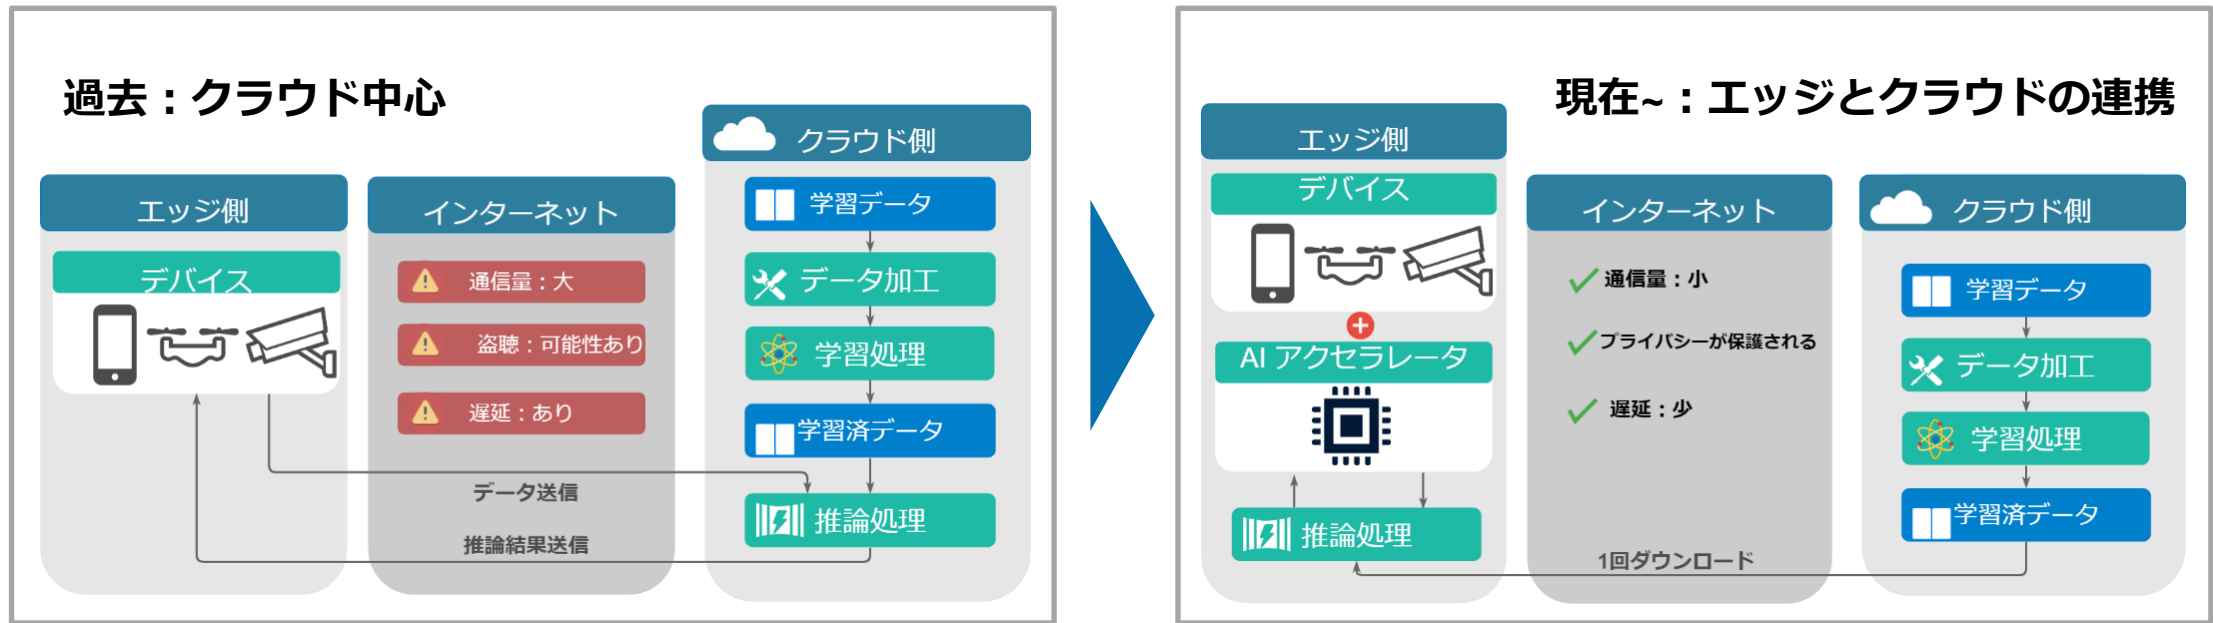 過去：クラウド中心
エッジ側
デバイス
インターネット
通信量：大
盗聴：可能性あり
遅延：あり
クラウド側
学習データ
データ加工
学習処理
学習済データ
推論処理
データ送信
推論結果送信
現在~：エッジとクラウドの連携
エッジ側
デバイス
AI アクセラレータ
推論処理
インターネット
通信量：小
プライバシーが保護される
遅延：少
1回ダウンロード
クラウド側
学習データ
データ加工
学習処理
学習済データ